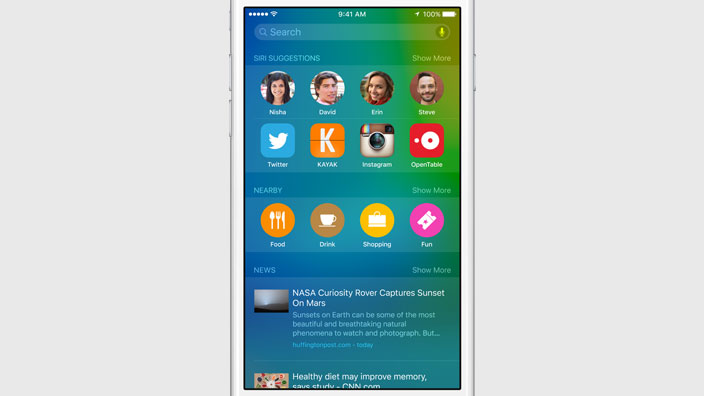 9:41 AM 100%
Search
SIRI SUGGESTIONS Show More
Nisha David Erin Steve
K
Twitter KAYAK Instagram OpenTable
NEARBY Show More
Food Drink Shopping Fun
NEWS Show More
NASA Curiosity Rover Captures Sunset
On Mars
Sunsets on Earth can be some of the most
beautiful and breathtaking natural
phenomena to watch and photograph. But...
huffingtonpost.com - today
Healthy diet may improve memory,
says study - CNN.com